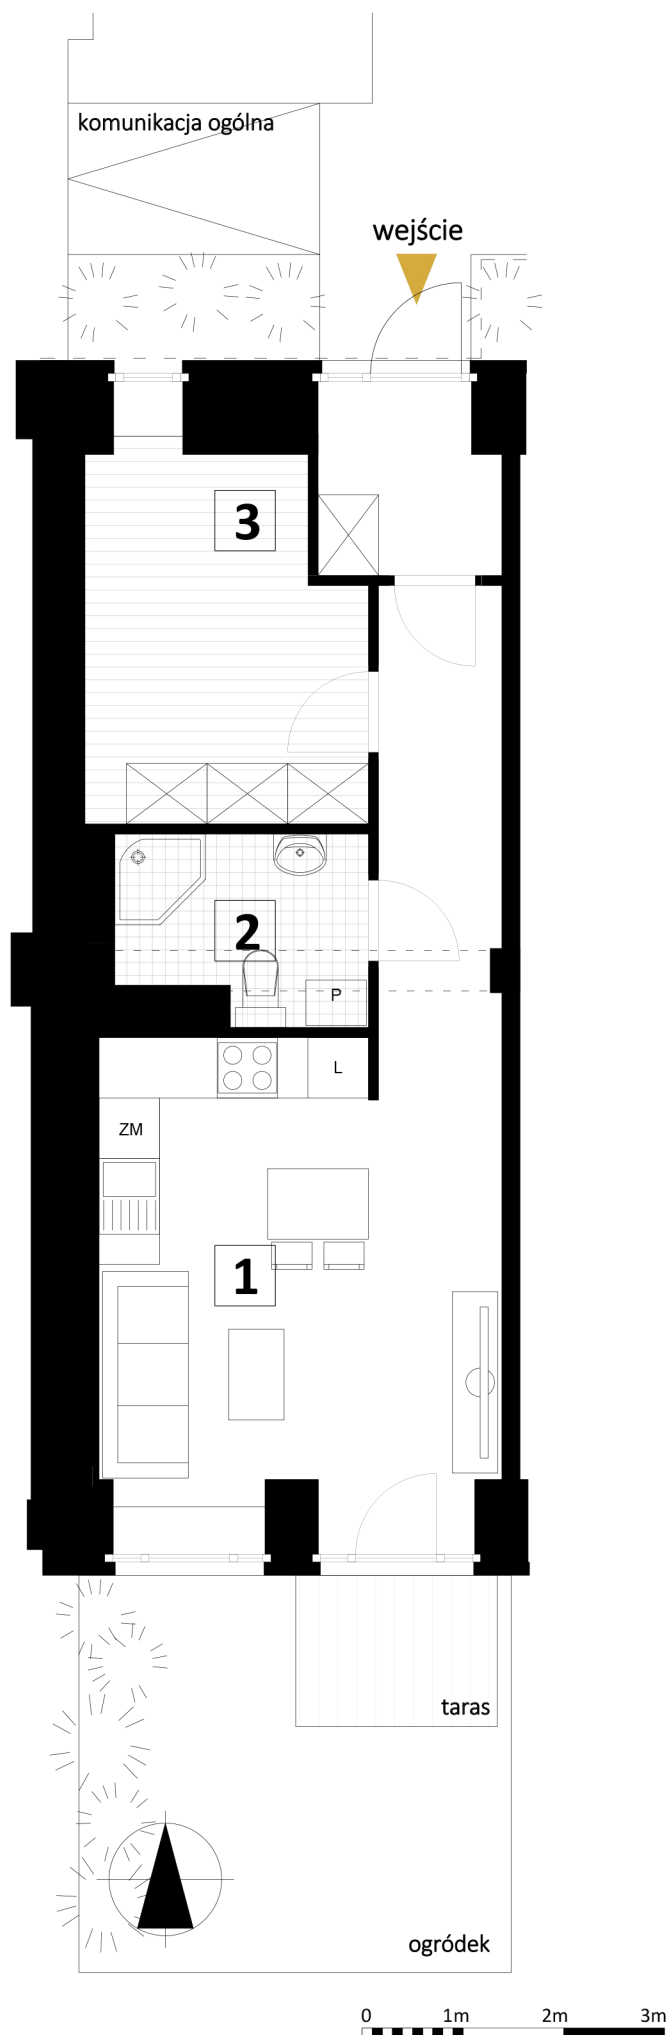 komunikacja ogólna
wejście
3
2
P
L
ZM
1
taras
ogródek
0 1m 2m 3m